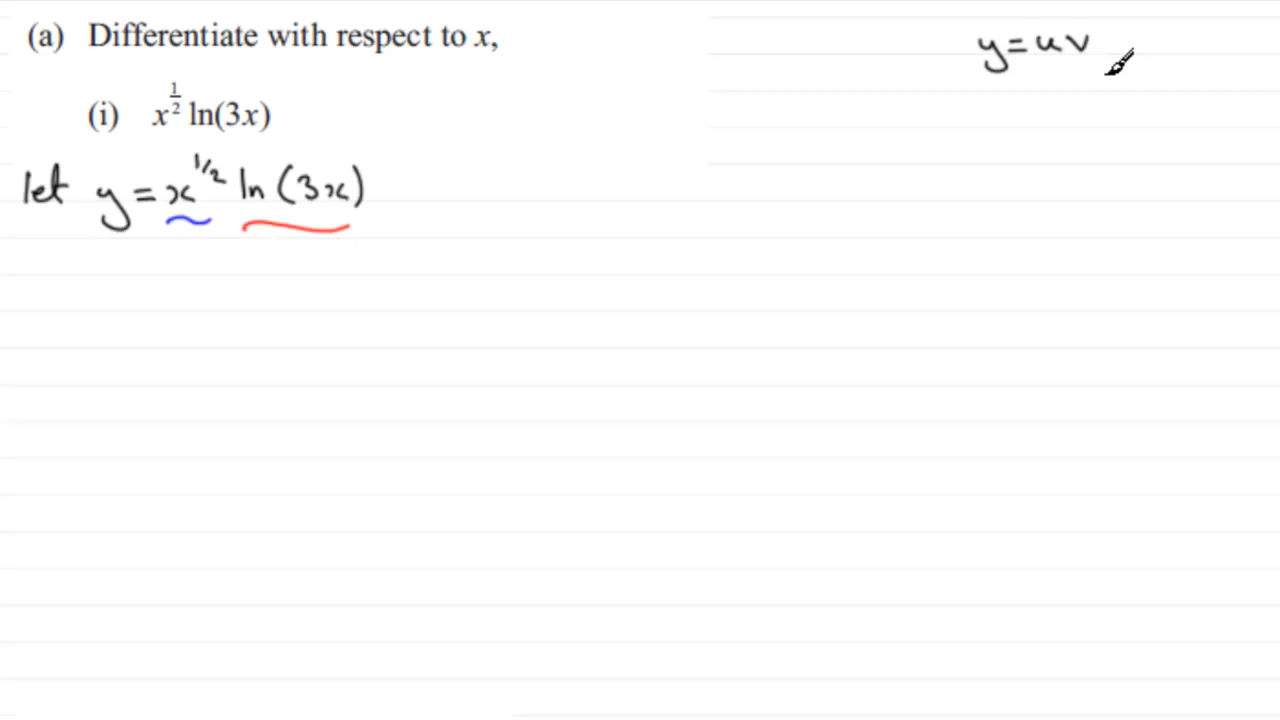 (a) Differentiate with respect to x,
y = uv
(i) x^{1/2} ln(3x)
let y = x^{1/2} ln (3x)